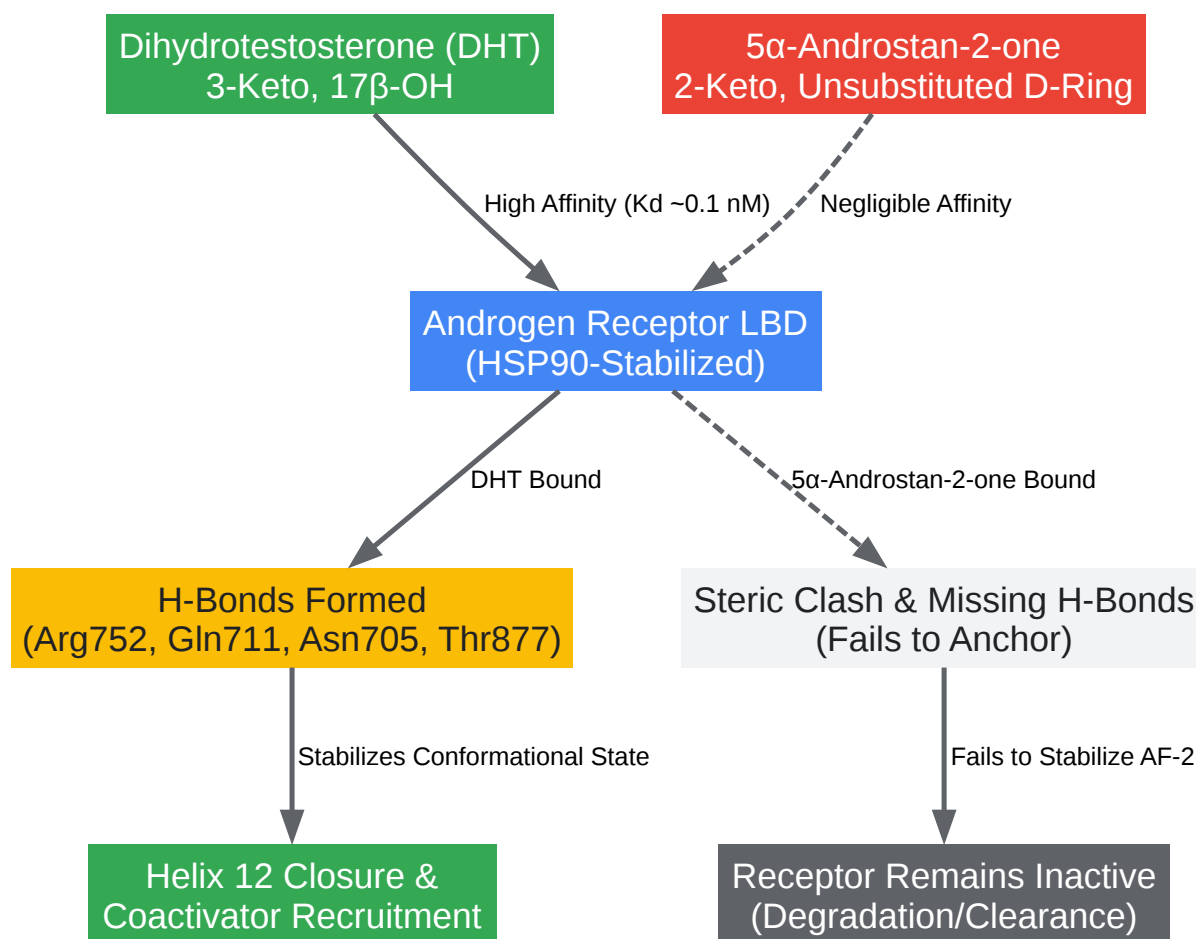 Dihydrotestosterone (DHT)
3-Keto, 17β-OH
5α-Androstan-2-one
2-Keto, Unsubstituted D-Ring
High Affinity (Kd ~0.1 nM)
Negligible Affinity
Androgen Receptor LBD
(HSP90-Stabilized)
DHT Bound
5α-Androstan-2-one Bound
H-Bonds Formed
(Arg752, Gln711, Asn705, Thr877)
Steric Clash & Missing H-Bonds
(Fails to Anchor)
Stabilizes Conformational State
Fails to Stabilize AF-2
Helix 12 Closure &
Coactivator Recruitment
Receptor Remains Inactive
(Degradation/Clearance)